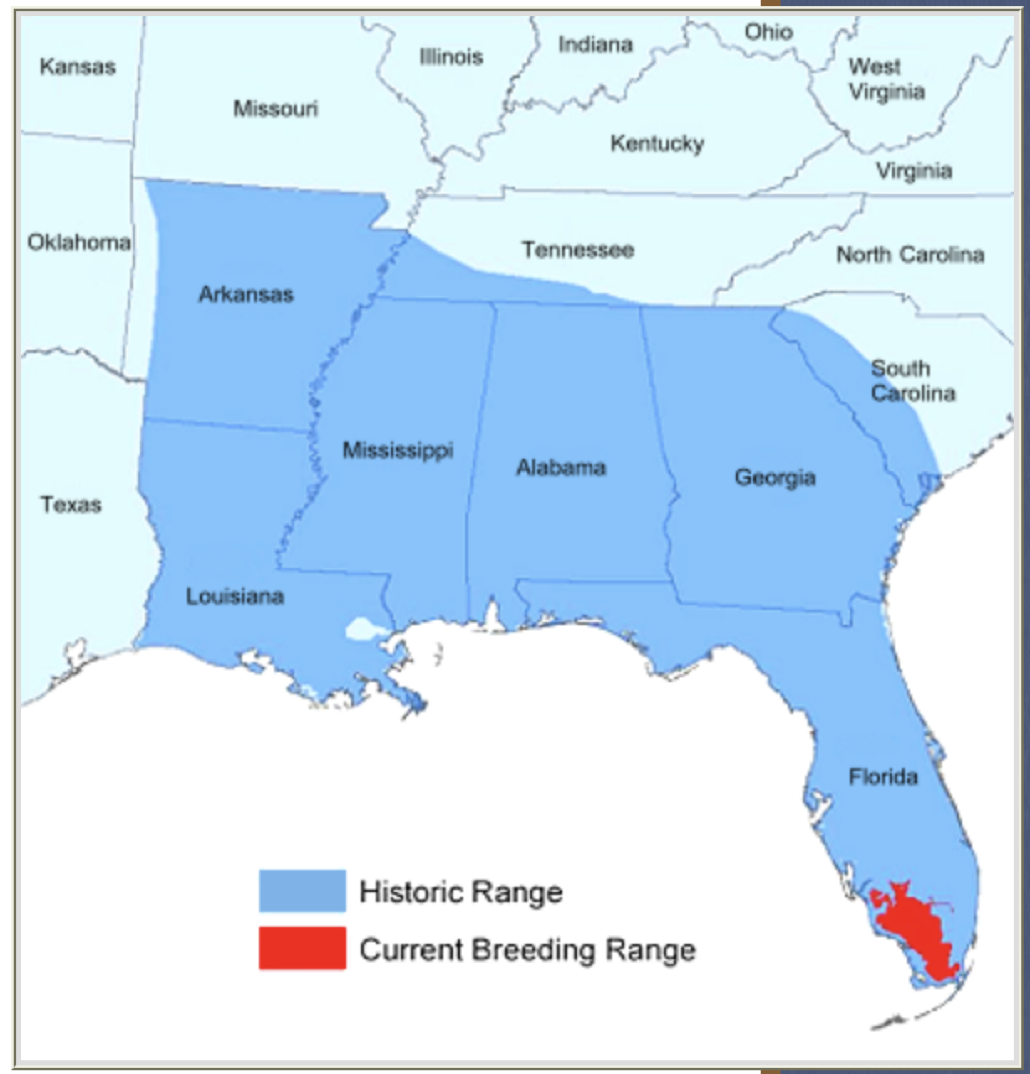 Ohio
Indiana
Illinois
Kansas
West
Virginia
Missouri
Kentucky
Virginia
Oklahoma
Tennessee
North Carolina
Arkansas
South
Carolina
Mississippi
Alabama
Georgia
Texas
Louisiana
Florida
Historic Range
Current Breeding Range